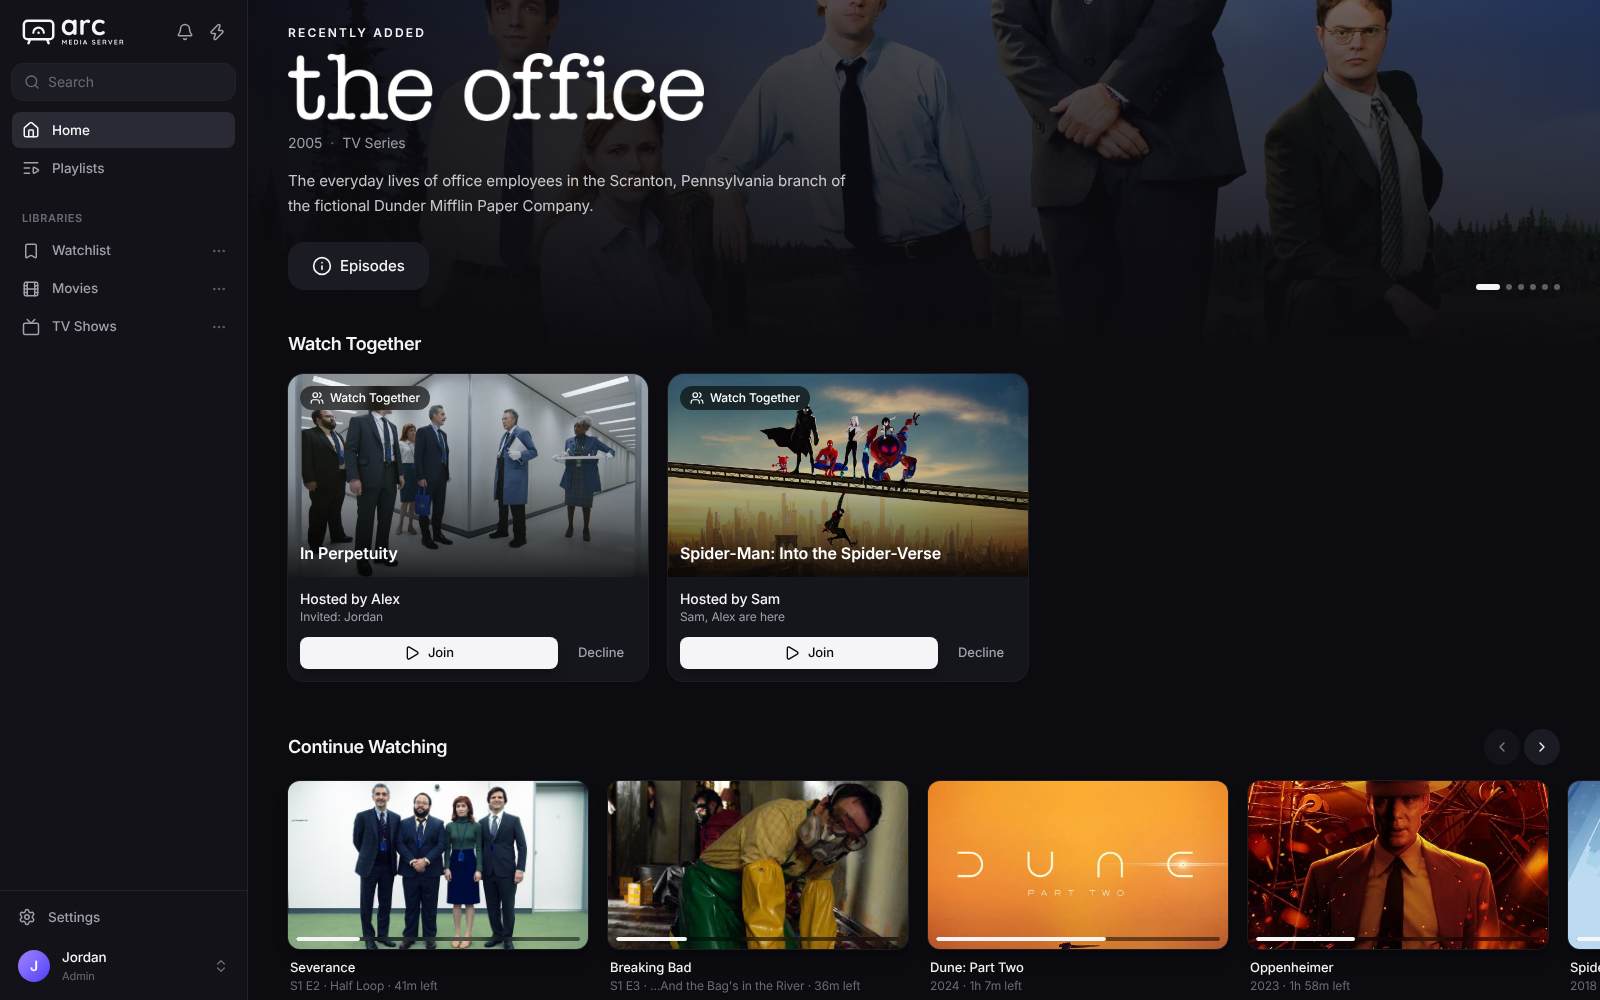 arc
MEDIA SERVER
Search
Home
Playlists
LIBRARIES
Watchlist
Movies
TV Shows
Settings
J
Jordan
Admin
RECENTLY ADDED
the office
2005 · TV Series
The everyday lives of office employees in the Scranton, Pennsylvania branch of
the fictional Dunder Mifflin Paper Company.
Episodes
Watch Together
Watch Together
In Perpetuity
Hosted by Alex
Invited: Jordan
Join
Decline
Watch Together
Spider-Man: Into the Spider-Verse
Hosted by Sam
Sam, Alex are here
Join
Decline
Continue Watching
Severance
S1 E2 · Half Loop · 41m left
Breaking Bad
S1 E3 · ...And the Bag's in the River · 36m left
DUNE
PART TWO
Dune: Part Two
2024 · 1h 7m left
Oppenheimer
2023 · 1h 58m left
Spide
2018